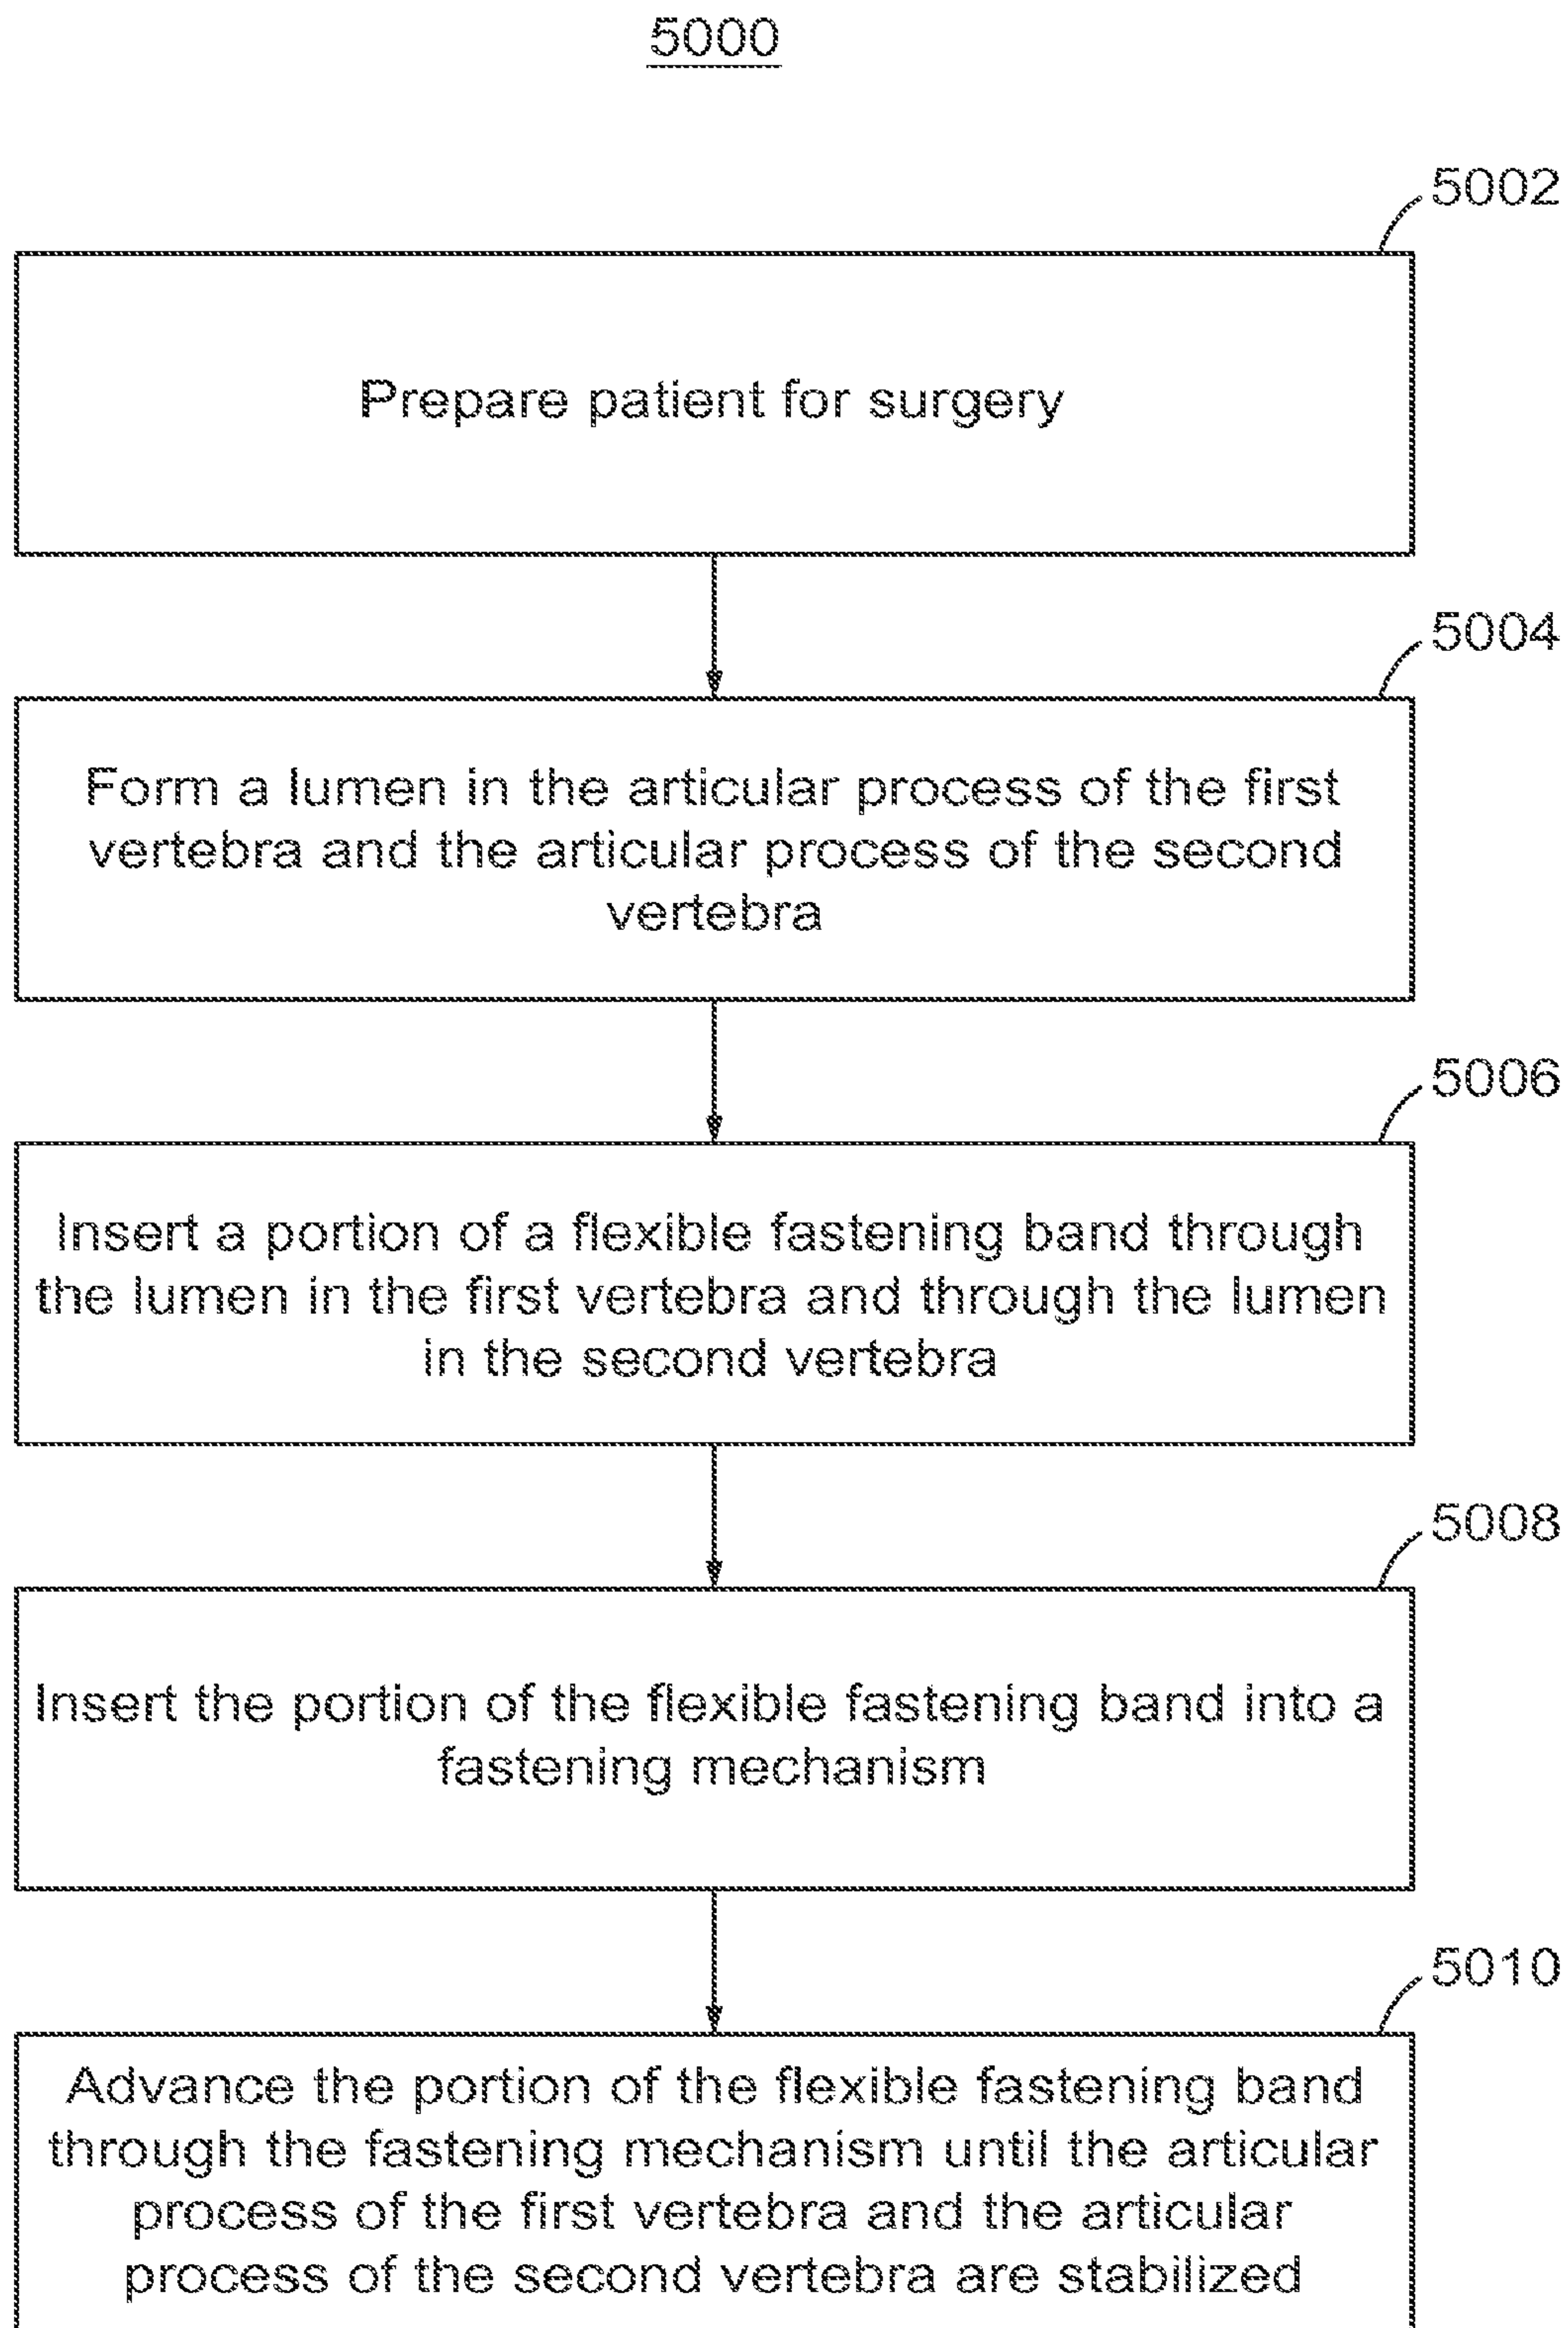 5000
5002
Prepare patient for surgery
5004
Form a lumen in the articular process of the first
vertebra and the articular process of the second
vertebra
5006
Insert a portion of a flexible fastening band through
the lumen in the first vertebra and through the lumen
in the second vertebra
5008
Insert the portion of the flexible fastening band into a
fastening mechanism
5010
Advance the portion of the flexible fastening band
through the fastening mechanism until the articular
process of the first vertebra and the articular
process of the second vertebra are stabilized